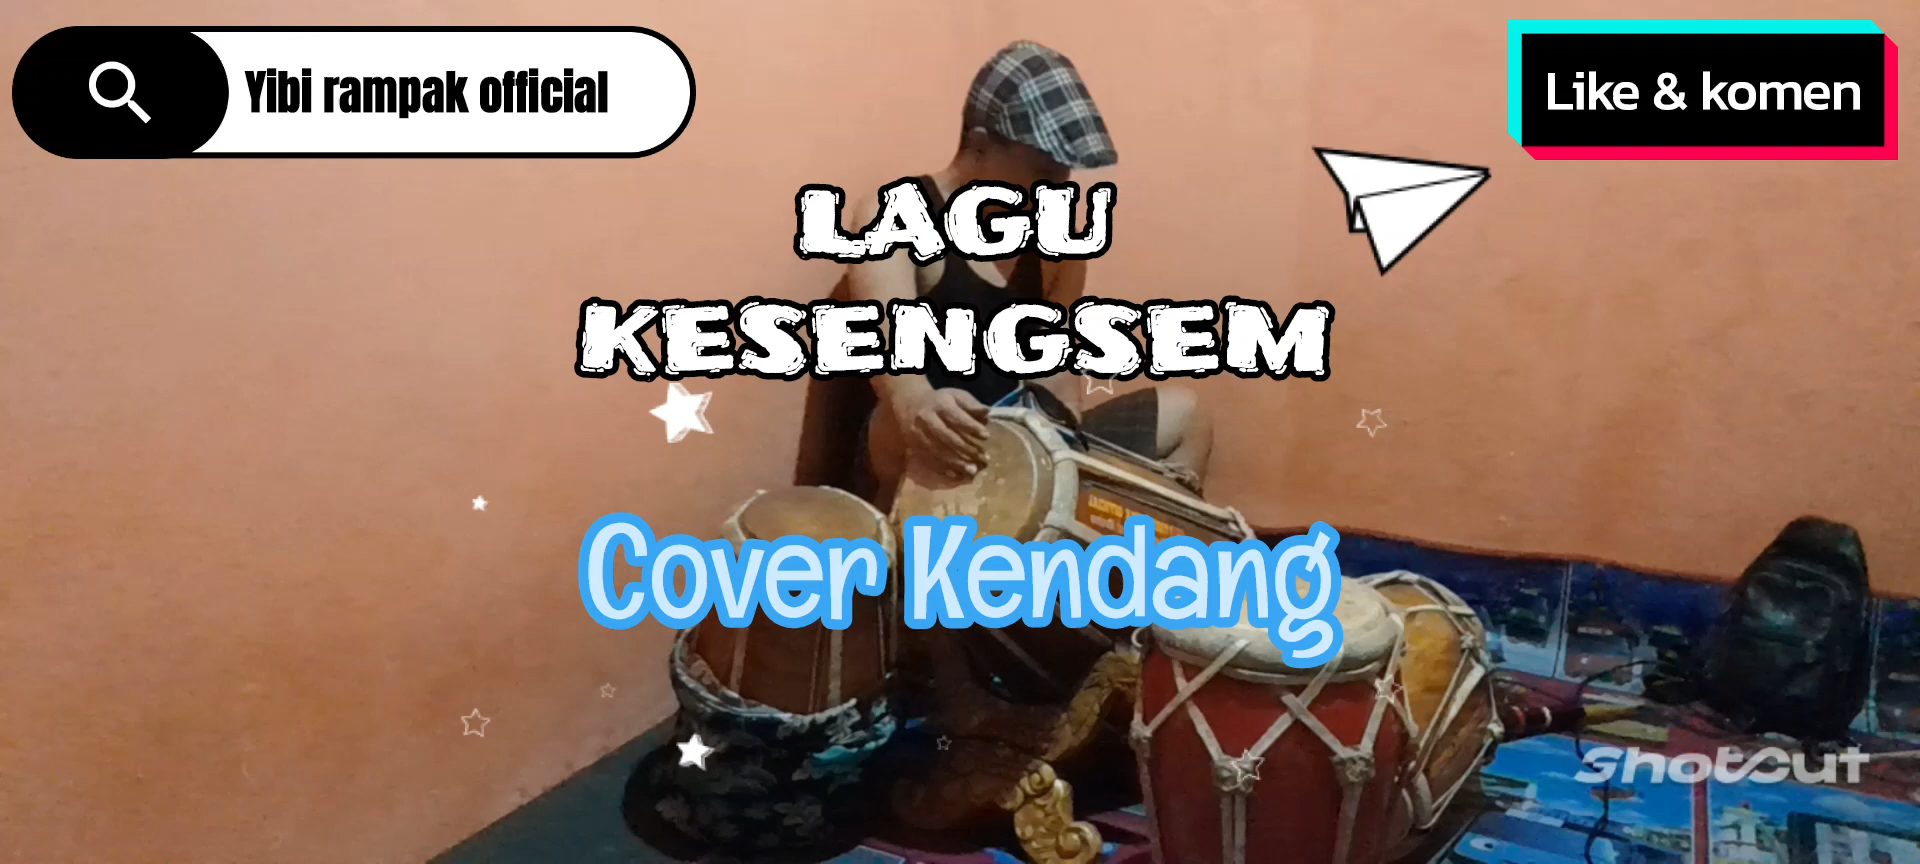 Yibi rampak official
Like & komen
LAGU
KESENGSEM
Cover Kendang
ShotCut